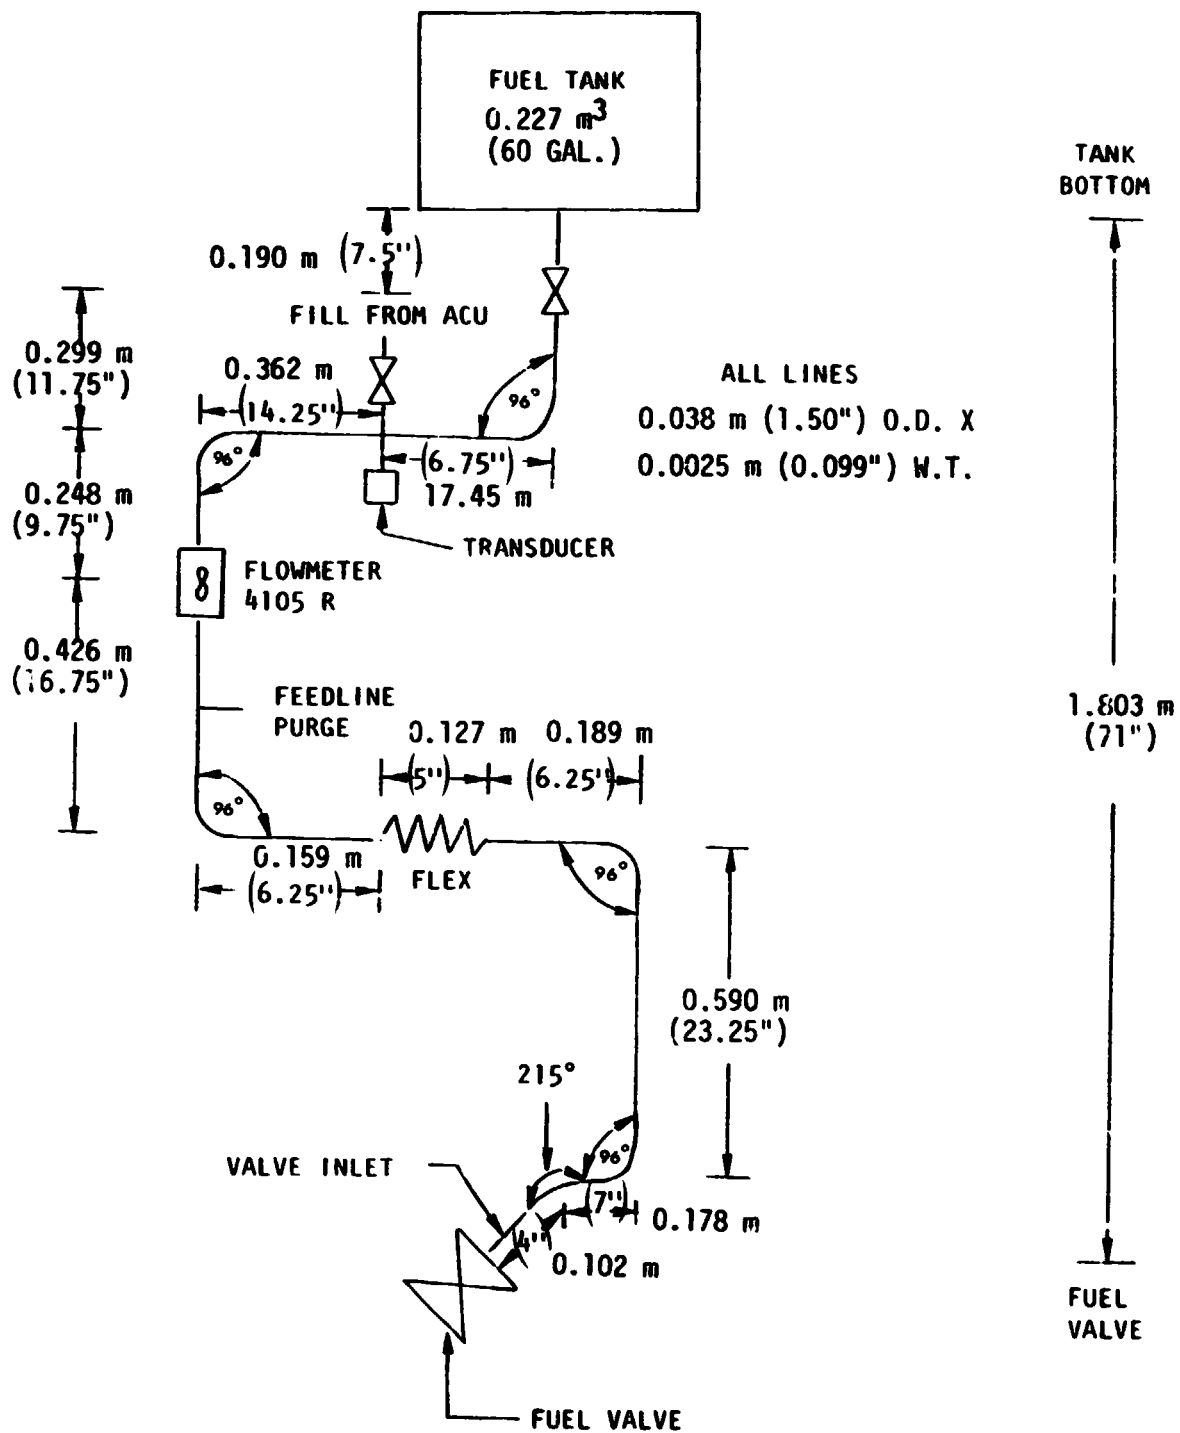 FUEL TANK
0.227 m³
(60 GAL.)
TANK
BOTTOM
0.190 m (7.5")
FILL FROM ACU
0.299 m
(11.75")
0.362 m
(14.25")
96°
ALL LINES
0.038 m (1.50") O.D. X
0.0025 m (0.099") W.T.
96°
(6.75")
17.45 m
0.248 m
(9.75")
TRANSDUCER
8
FLOWMETER
4105 R
0.426 m
(16.75")
FEEDLINE
PURGE
0.127 m
(5")
0.189 m
(6.25")
1.803 m
(71")
96°
0.159 m
(6.25")
FLEX
96°
0.590 m
(23.25")
215°
96°
VALVE INLET
(7")
0.178 m
(4")
0.102 m
FUEL
VALVE
FUEL VALVE